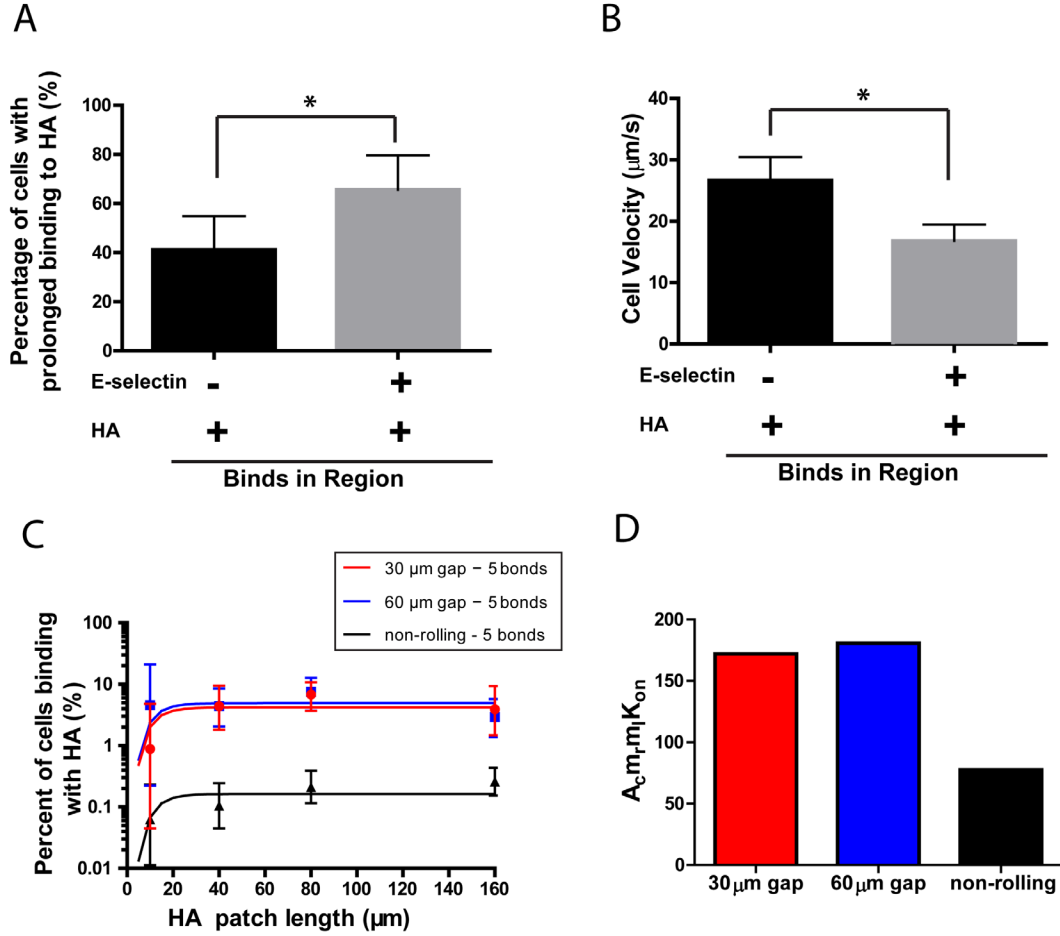 A
Percentage of cells with
prolonged binding to HA (%)
100
80
60
40
20
0
*
E-selectin - +
HA + +
Binds in Region
B
Cell Velocity (μm/s)
40
30
20
10
0
*
E-selectin - +
HA + +
Binds in Region
C
30 μm gap – 5 bonds
60 μm gap – 5 bonds
non-rolling - 5 bonds
Percent of cells binding
with HA (%)
100
10
1
0.1
0.01
0 20 40 60 80 100 120 140 160
HA patch length (μm)
D
AcmrmlKon
200
150
100
50
0
30 μm gap 60 μm gap non-rolling